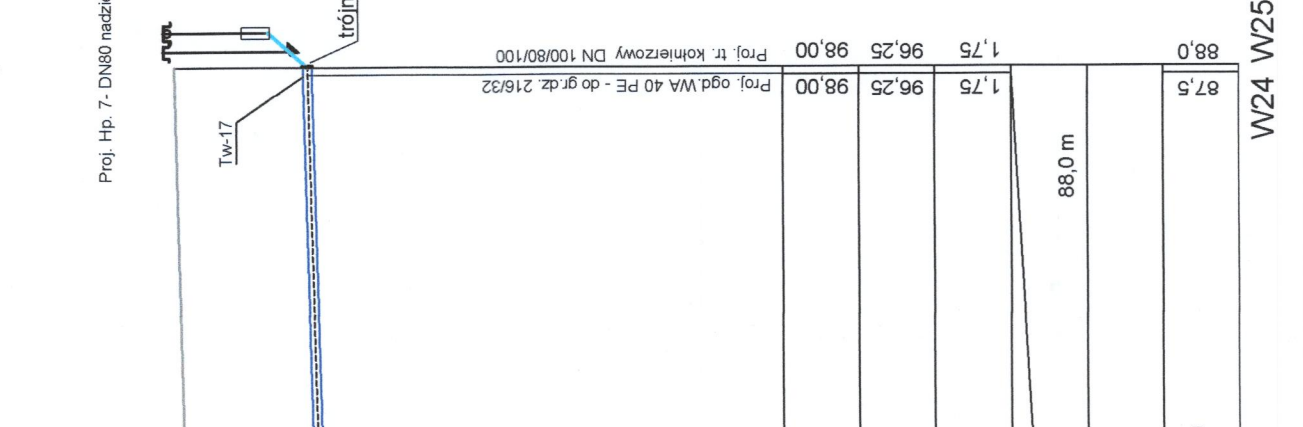 Proj. Hp. 7- DN80 nadzie
Tw-17
trójn
Proj. tr. kołnierzowy DN 100/80/100
98,00
96,25
1,75
88,0
W25
Proj. ogd.WA 40 PE - do gr.dz. 216/32
98,00
96,25
1,75
87,5
W24
88,0 m